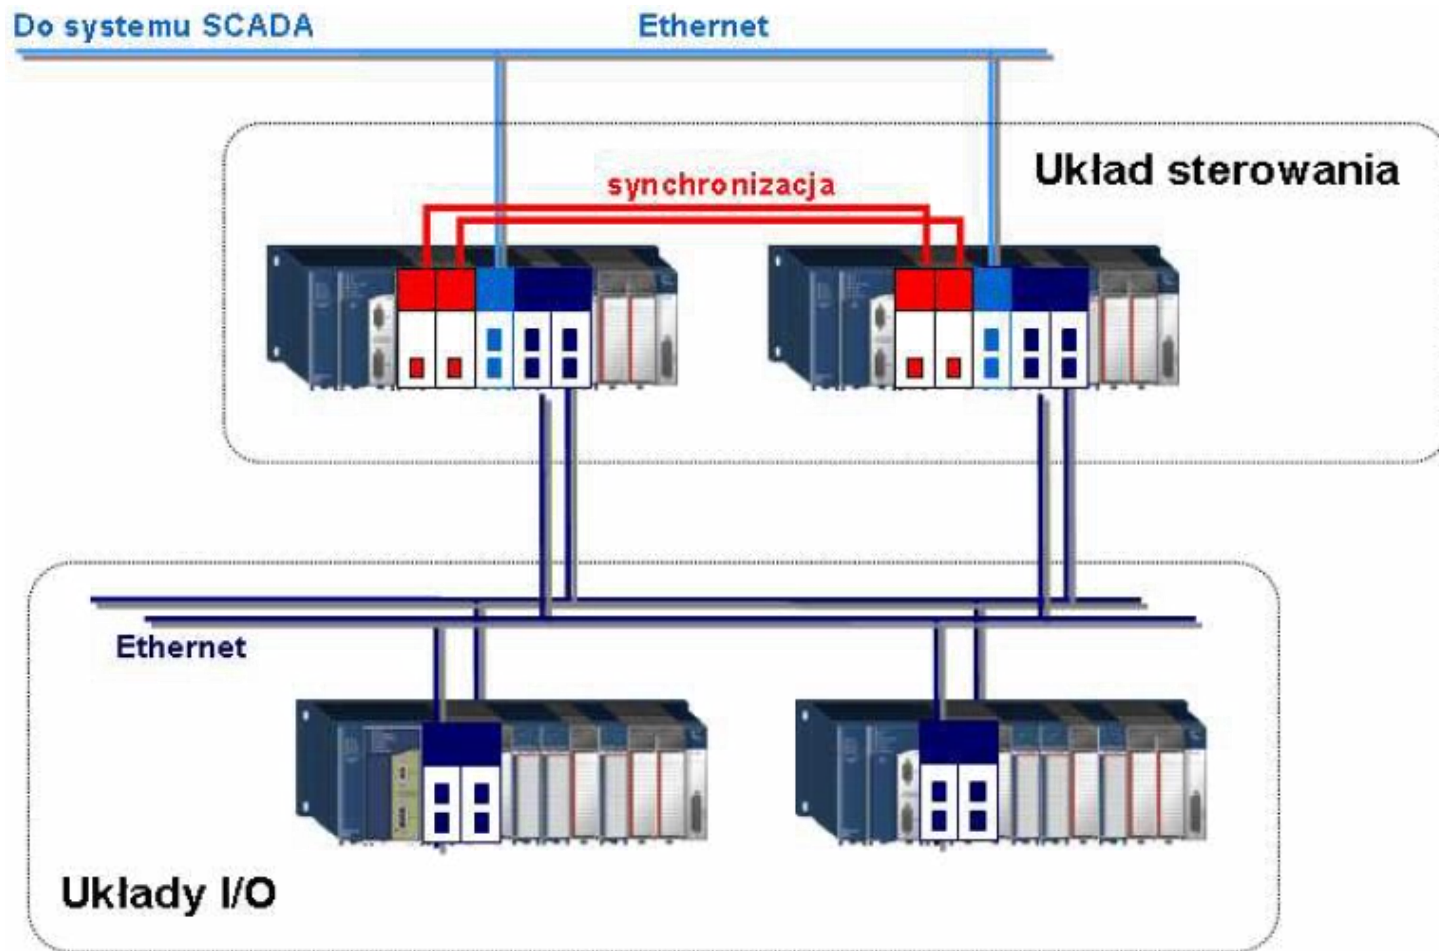 Do systemu SCADA
Ethernet
Układ sterowania
synchronizacja
Ethernet
Układy I/O